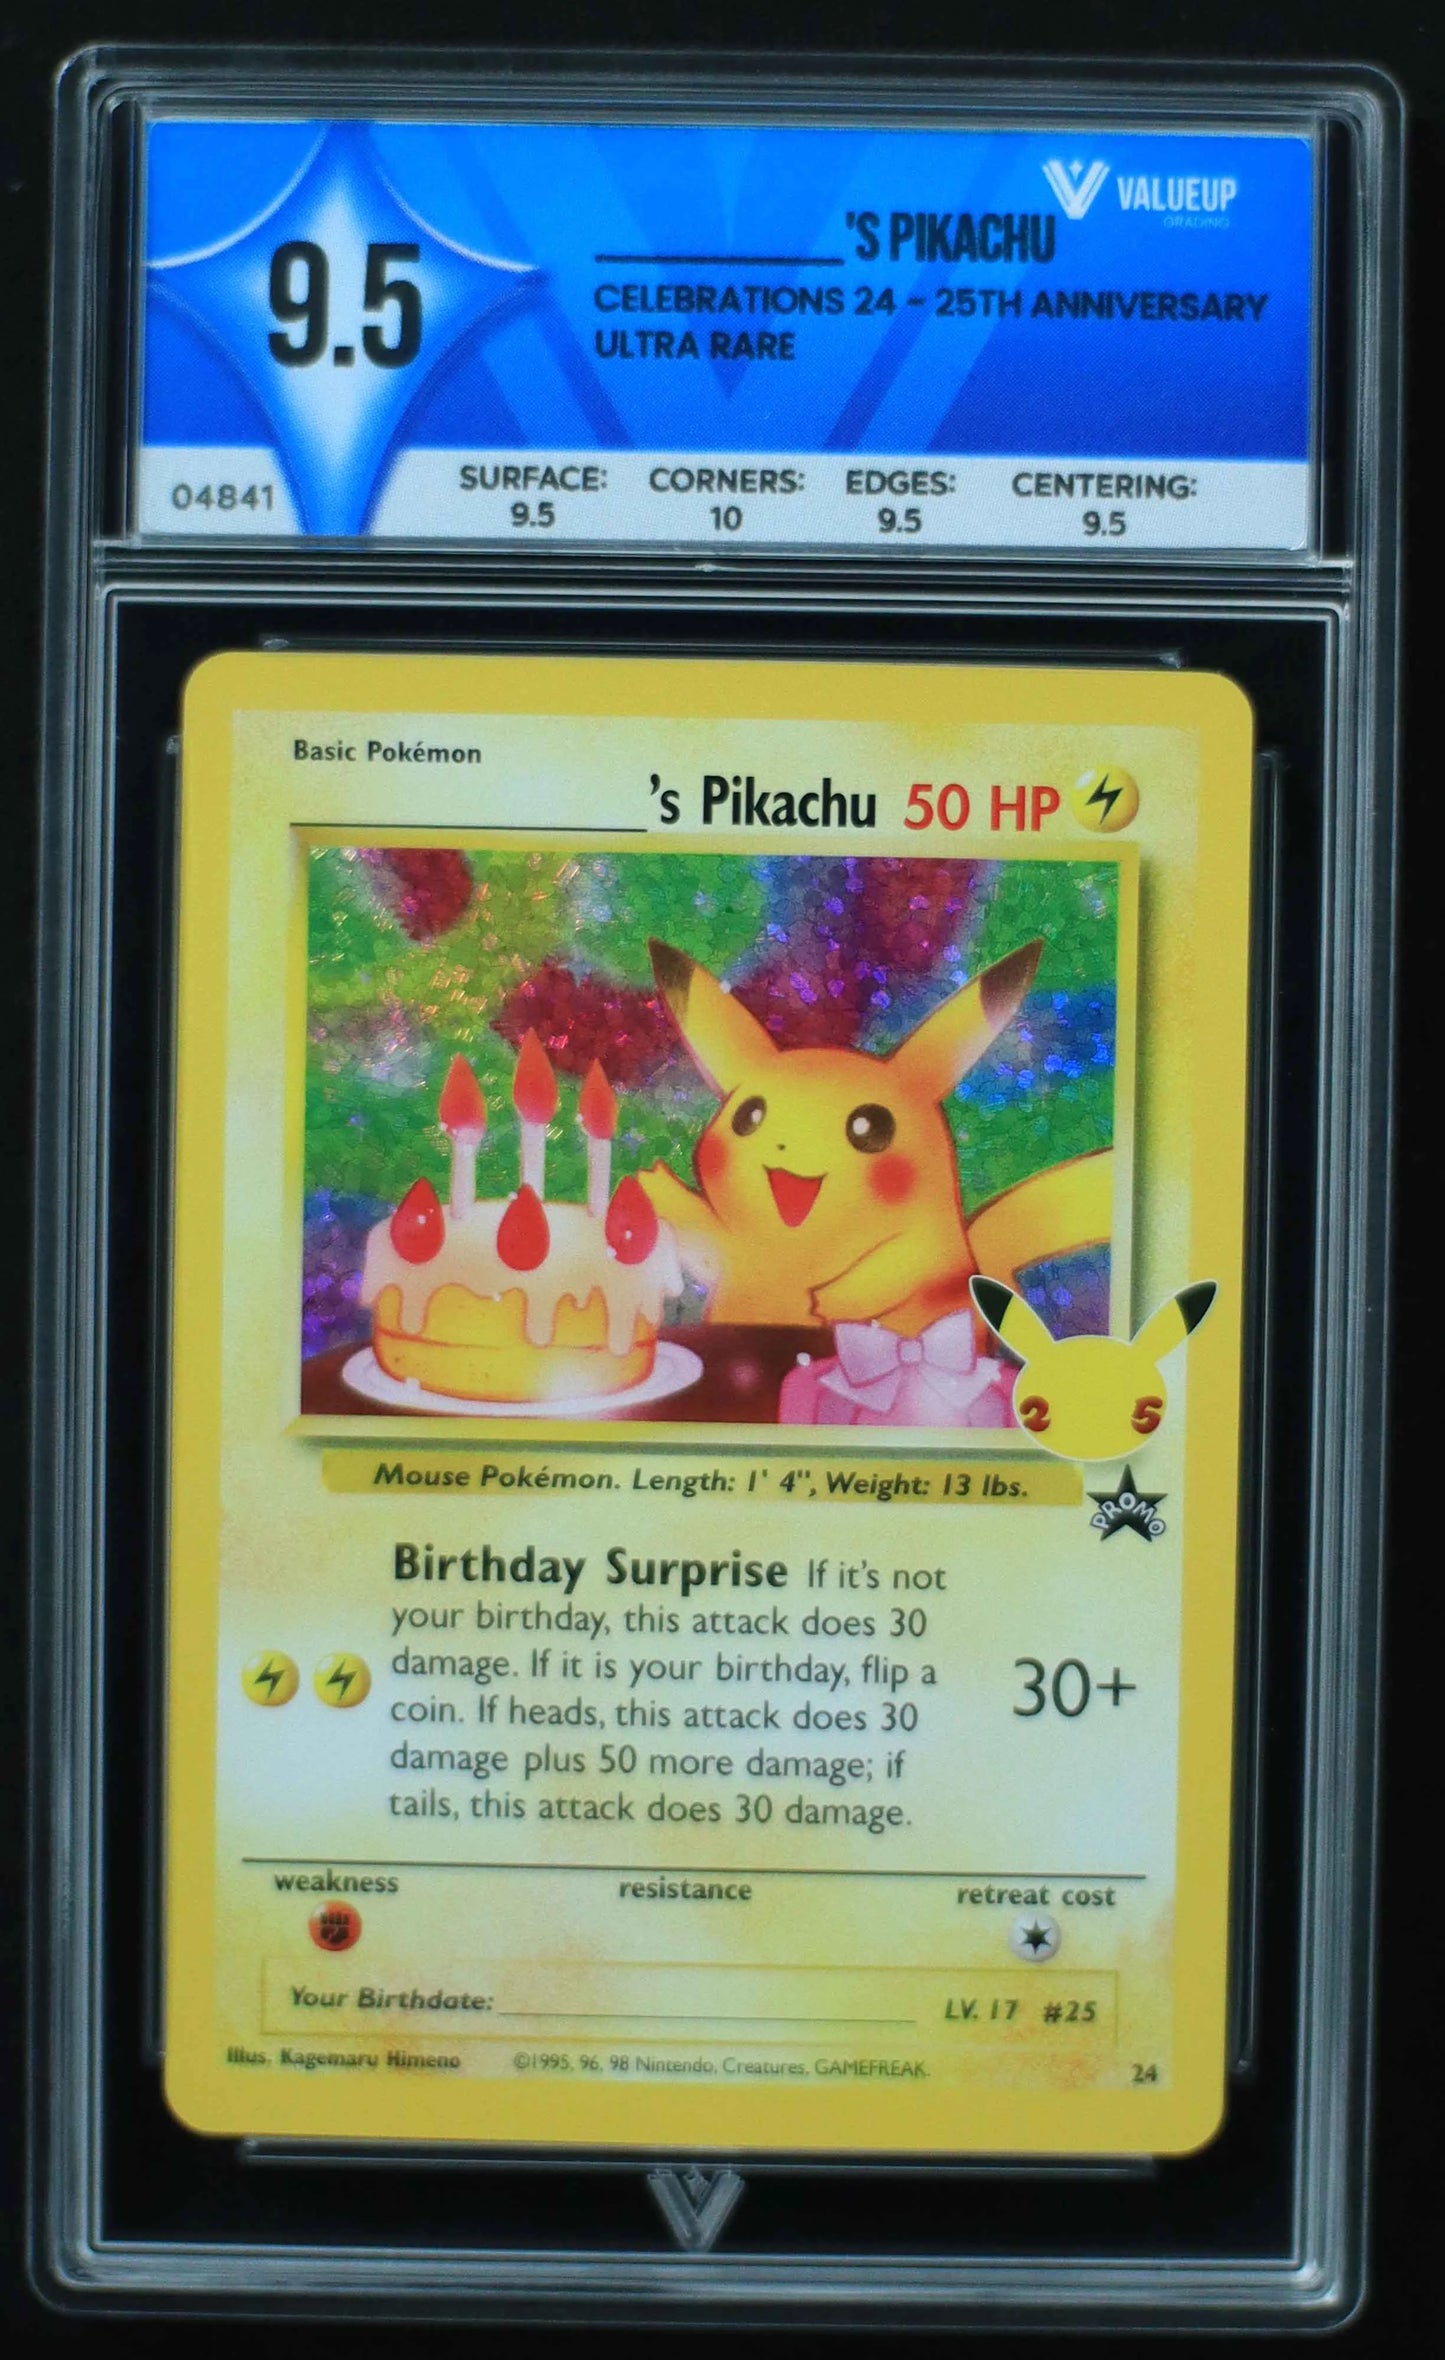 VALUEUP
GRADING
9.5
__________'S PIKACHU
CELEBRATIONS 24 - 25TH ANNIVERSARY
ULTRA RARE
04841
SURFACE: CORNERS: EDGES: CENTERING:
9.5 10 9.5 9.5
Basic Pokémon
__________'s Pikachu 50 HP
2 5
Mouse Pokémon. Length: 1' 4", Weight: 13 lbs.
PROMO
Birthday Surprise If it's not
your birthday, this attack does 30
damage. If it is your birthday, flip a
coin. If heads, this attack does 30
damage plus 50 more damage; if
tails, this attack does 30 damage.
30+
weakness resistance retreat cost
Your Birthdate:__________ LV. 17 #25
Illus. Kagemaru Himeno ©1995, 96, 98 Nintendo, Creatures, GAMEFREAK. 24